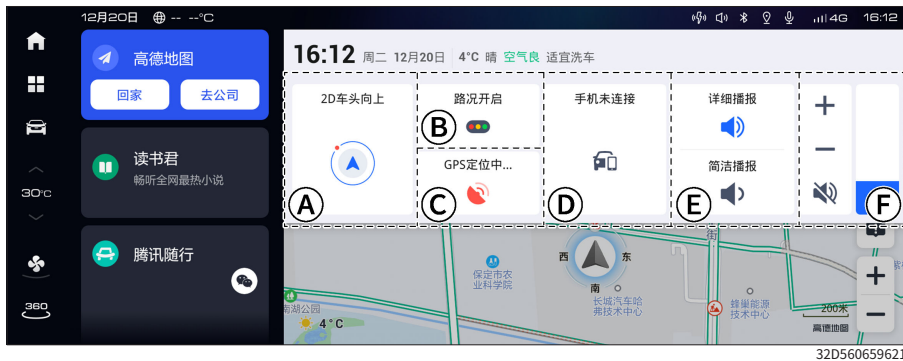 12月20日 -- --°C
4G 16:12
高德地图
回家 去公司
读书君
畅听全网最热小说
腾讯随行
30°C
360
16:12 周二 12月20日 4°C 晴 空气良 适宜洗车
2D车头向上
路况开启
手机未连接
详细播报
GPS定位中...
简洁播报
A
B
C
D
E
F
街
西 东
南
保定市农
业科学院
长城汽车哈
弗技术中心
蜂巢能源
技术中心
南湖公园
4°C
200米
高德地图
32D560659621